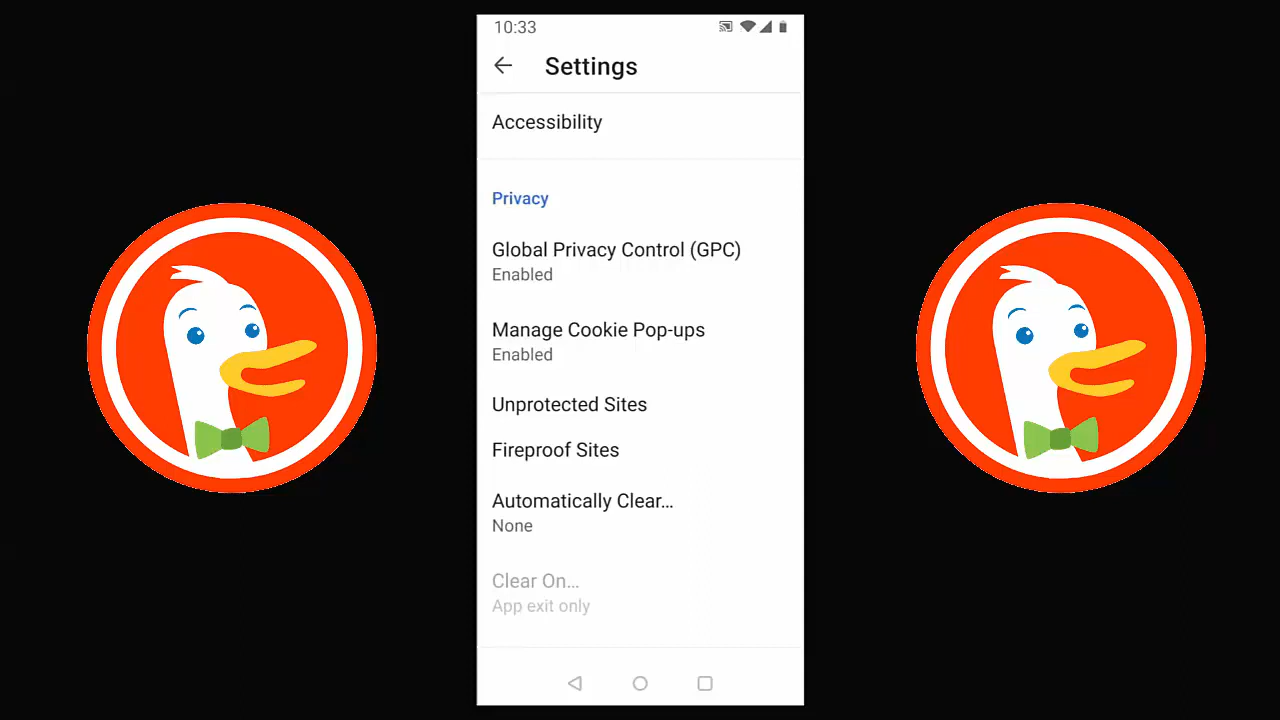 10:33
Settings
Accessibility
Privacy
Global Privacy Control (GPC)
Enabled
Manage Cookie Pop-ups
Enabled
Unprotected Sites
Fireproof Sites
Automatically Clear...
None
Clear On...
App exit only